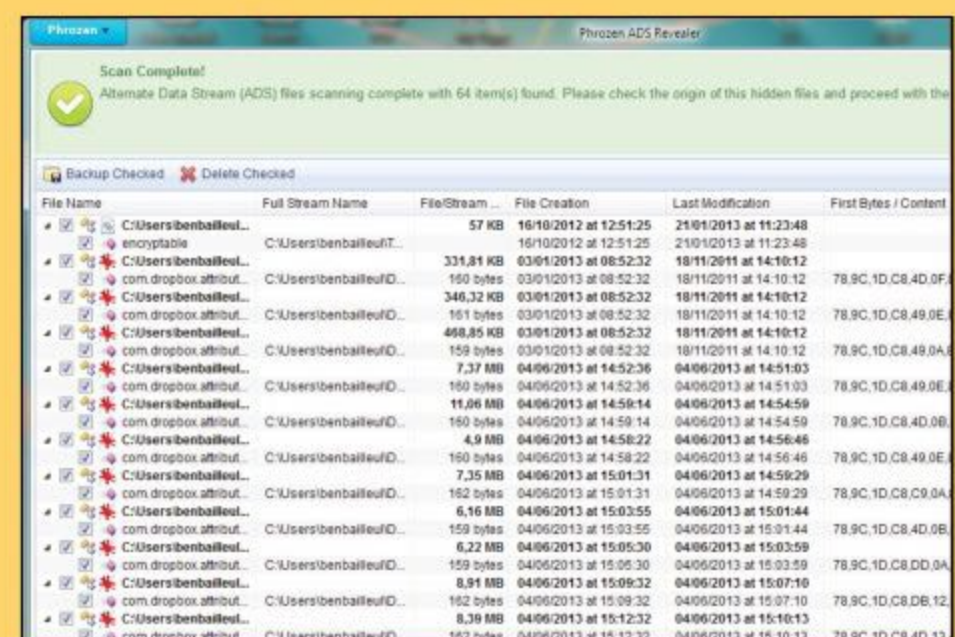 Phrozen
Phrozen ADS Revealer
Scan Complete!
Alternate Data Stream (ADS) files scanning complete with 64 item(s) found. Please check the origin of this hidden files and proceed with the
Backup Checked Delete Checked
File Name Full Stream Name File/Stream ... File Creation Last Modification First Bytes / Content
C:\Users\benbailleul... 57 KB 16/10/2012 at 12:51:25 21/01/2013 at 11:23:48
encryptable C:\Users\benbailleul\T... 16/10/2012 at 12:51:25 21/01/2013 at 11:23:48
C:\Users\benbailleul... 331,81 KB 03/01/2013 at 08:52:32 18/11/2011 at 14:10:12
com.dropbox.attribut... C:\Users\benbailleul\D... 160 bytes 03/01/2013 at 08:52:32 18/11/2011 at 14:10:12 78,9C,1D,C8,4D,0F,
C:\Users\benbailleul... 346,32 KB 03/01/2013 at 08:52:32 18/11/2011 at 14:10:12
com.dropbox.attribut... C:\Users\benbailleul\D... 161 bytes 03/01/2013 at 08:52:32 18/11/2011 at 14:10:12 78,9C,1D,C8,49,0E,
C:\Users\benbailleul... 468,85 KB 03/01/2013 at 08:52:32 18/11/2011 at 14:10:12
com.dropbox.attribut... C:\Users\benbailleul\D... 159 bytes 03/01/2013 at 08:52:32 18/11/2011 at 14:10:12 78,9C,1D,C8,49,0A,
C:\Users\benbailleul... 7,37 MB 04/06/2013 at 14:52:36 04/06/2013 at 14:51:03
com.dropbox.attribut... C:\Users\benbailleul\D... 160 bytes 04/06/2013 at 14:52:36 04/06/2013 at 14:51:03 78,9C,1D,C8,49,0E,
C:\Users\benbailleul... 11,06 MB 04/06/2013 at 14:59:14 04/06/2013 at 14:54:59
com.dropbox.attribut... C:\Users\benbailleul\D... 160 bytes 04/06/2013 at 14:59:14 04/06/2013 at 14:54:59 78,9C,1D,C8,4D,0B,
C:\Users\benbailleul... 4,9 MB 04/06/2013 at 14:58:22 04/06/2013 at 14:56:46
com.dropbox.attribut... C:\Users\benbailleul\D... 160 bytes 04/06/2013 at 14:58:22 04/06/2013 at 14:56:46 78,9C,1D,C8,49,0E,
C:\Users\benbailleul... 7,35 MB 04/06/2013 at 15:01:31 04/06/2013 at 14:59:29
com.dropbox.attribut... C:\Users\benbailleul\D... 162 bytes 04/06/2013 at 15:01:31 04/06/2013 at 14:59:29 78,9C,1D,C8,C9,0A,
C:\Users\benbailleul... 6,16 MB 04/06/2013 at 15:03:55 04/06/2013 at 15:01:44
com.dropbox.attribut... C:\Users\benbailleul\D... 159 bytes 04/06/2013 at 15:03:55 04/06/2013 at 15:01:44 78,9C,1D,C8,4D,0B,
C:\Users\benbailleul... 6,22 MB 04/06/2013 at 15:05:30 04/06/2013 at 15:03:59
com.dropbox.attribut... C:\Users\benbailleul\D... 159 bytes 04/06/2013 at 15:05:30 04/06/2013 at 15:03:59 78,9C,1D,C8,DD,0A,
C:\Users\benbailleul... 8,91 MB 04/06/2013 at 15:09:32 04/06/2013 at 15:07:10
com.dropbox.attribut... C:\Users\benbailleul\D... 162 bytes 04/06/2013 at 15:09:32 04/06/2013 at 15:07:10 78,9C,1D,C8,DB,12,
C:\Users\benbailleul... 8,39 MB 04/06/2013 at 15:12:32 04/06/2013 at 15:10:13
com.dropbox.attribut... C:\Users\benbailleul\D... 162 bytes 04/06/2013 at 15:12:32 04/06/2013 at 15:10:13 78,9C,1D,C8,4D,13,